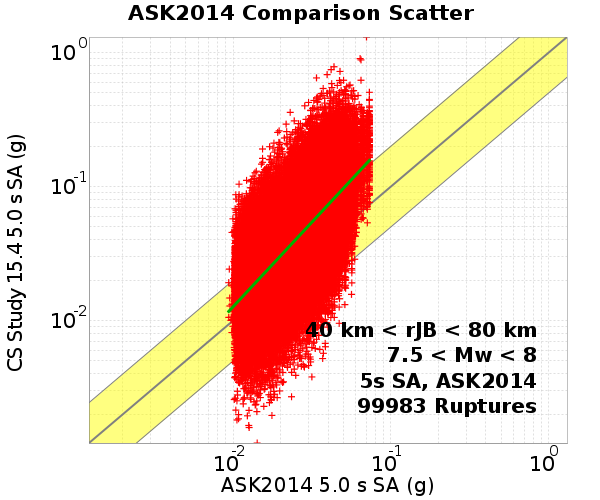 ASK2014 Comparison Scatter
10^0
10^-1
10^-2
CS Study 15.4 5.0 s SA (g)
40 km < rJB < 80 km
7.5 < Mw < 8
5s SA, ASK2014
99983 Ruptures
10^-2 10^-1 10^0
ASK2014 5.0 s SA (g)